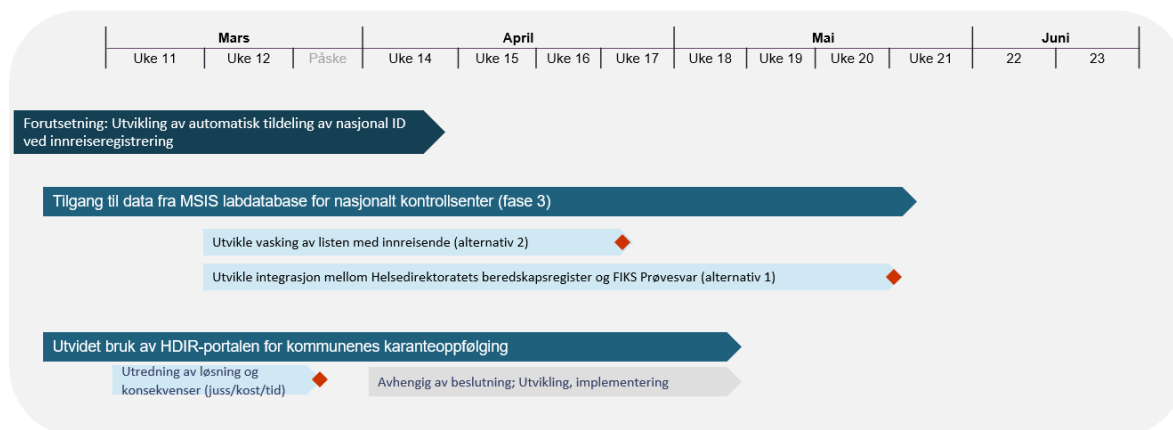 Mars April Mai Juni
Uke 11 Uke 12 Påske Uke 14 Uke 15 Uke 16 Uke 17 Uke 18 Uke 19 Uke 20 Uke 21 22 23
Forutsetning: Utvikling av automatisk tildeling av nasjonal ID
ved innreiseregistrering
Tilgang til data fra MSIS labdatabase for nasjonalt kontrollsenter (fase 3)
Utvikle vasking av listen med innreisende (alternativ 2)
Utvikle integrasjon mellom Helsedirektoratets beredskapsregister og FIKS Prøvesvar (alternativ 1)
Utvidet bruk av HDIR-portalen for kommunenes karanteoppfølging
Utredning av løsning og
konsekvenser (juss/kost/tid)
Avhengig av beslutning; Utvikling, implementering